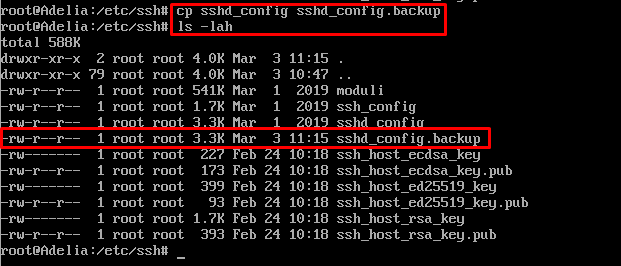 root@Adelia:/etc/ssh# cp sshd_config sshd_config.backup
root@Adelia:/etc/ssh# ls -lah
total 588K
drwxr-xr-x  2 root root 4.0K Mar  3 11:15 .
drwxr-xr-x 79 root root 4.0K Mar  3 10:47 ..
-rw-r--r--  1 root root 541K Mar  1  2019 moduli
-rw-r--r--  1 root root 1.7K Mar  1  2019 ssh_config
-rw-r--r--  1 root root 3.3K Mar  1  2019 sshd_config
-rw-r--r--  1 root root 3.3K Mar  3 11:15 sshd_config.backup
-rw-------  1 root root  227 Feb 24 10:18 ssh_host_ecdsa_key
-rw-r--r--  1 root root  173 Feb 24 10:18 ssh_host_ecdsa_key.pub
-rw-------  1 root root  399 Feb 24 10:18 ssh_host_ed25519_key
-rw-r--r--  1 root root   93 Feb 24 10:18 ssh_host_ed25519_key.pub
-rw-------  1 root root 1.7K Feb 24 10:18 ssh_host_rsa_key
-rw-r--r--  1 root root  393 Feb 24 10:18 ssh_host_rsa_key.pub
root@Adelia:/etc/ssh# _